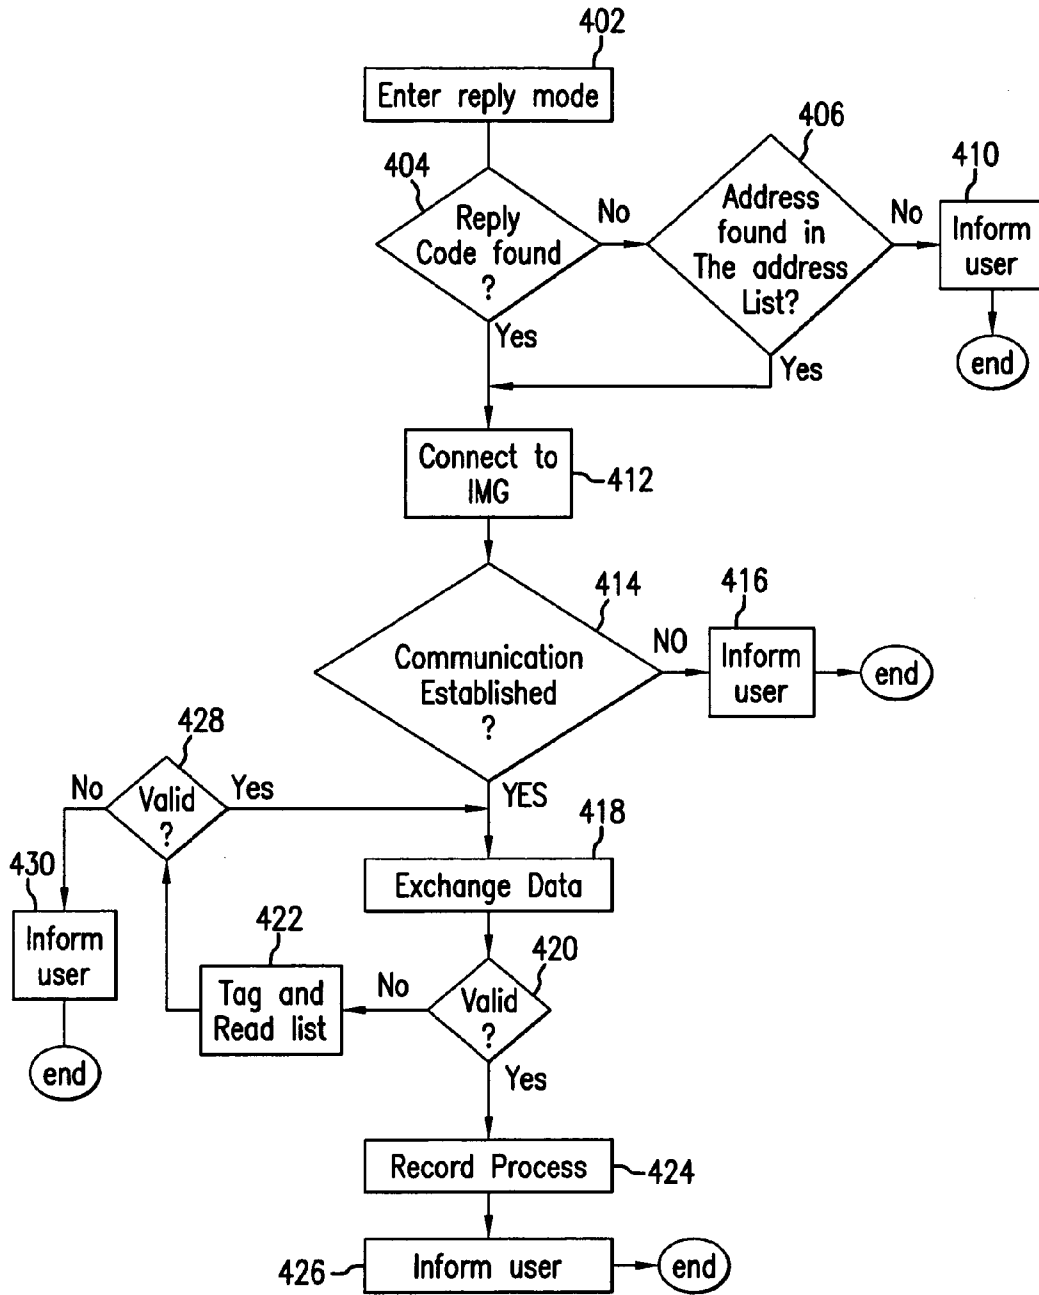 402
Enter reply mode
404
Reply
Code found
?
No
Yes
406
Address
found in
The address
List?
No
Yes
410
Inform
user
end
Connect to
IMG
412
414
Communication
Established
?
NO
YES
416
Inform
user
end
428
Valid
?
No
Yes
418
Exchange Data
430
Inform
user
end
422
Tag and
Read list
No
420
Valid
?
Yes
Record Process
424
426
Inform user
end